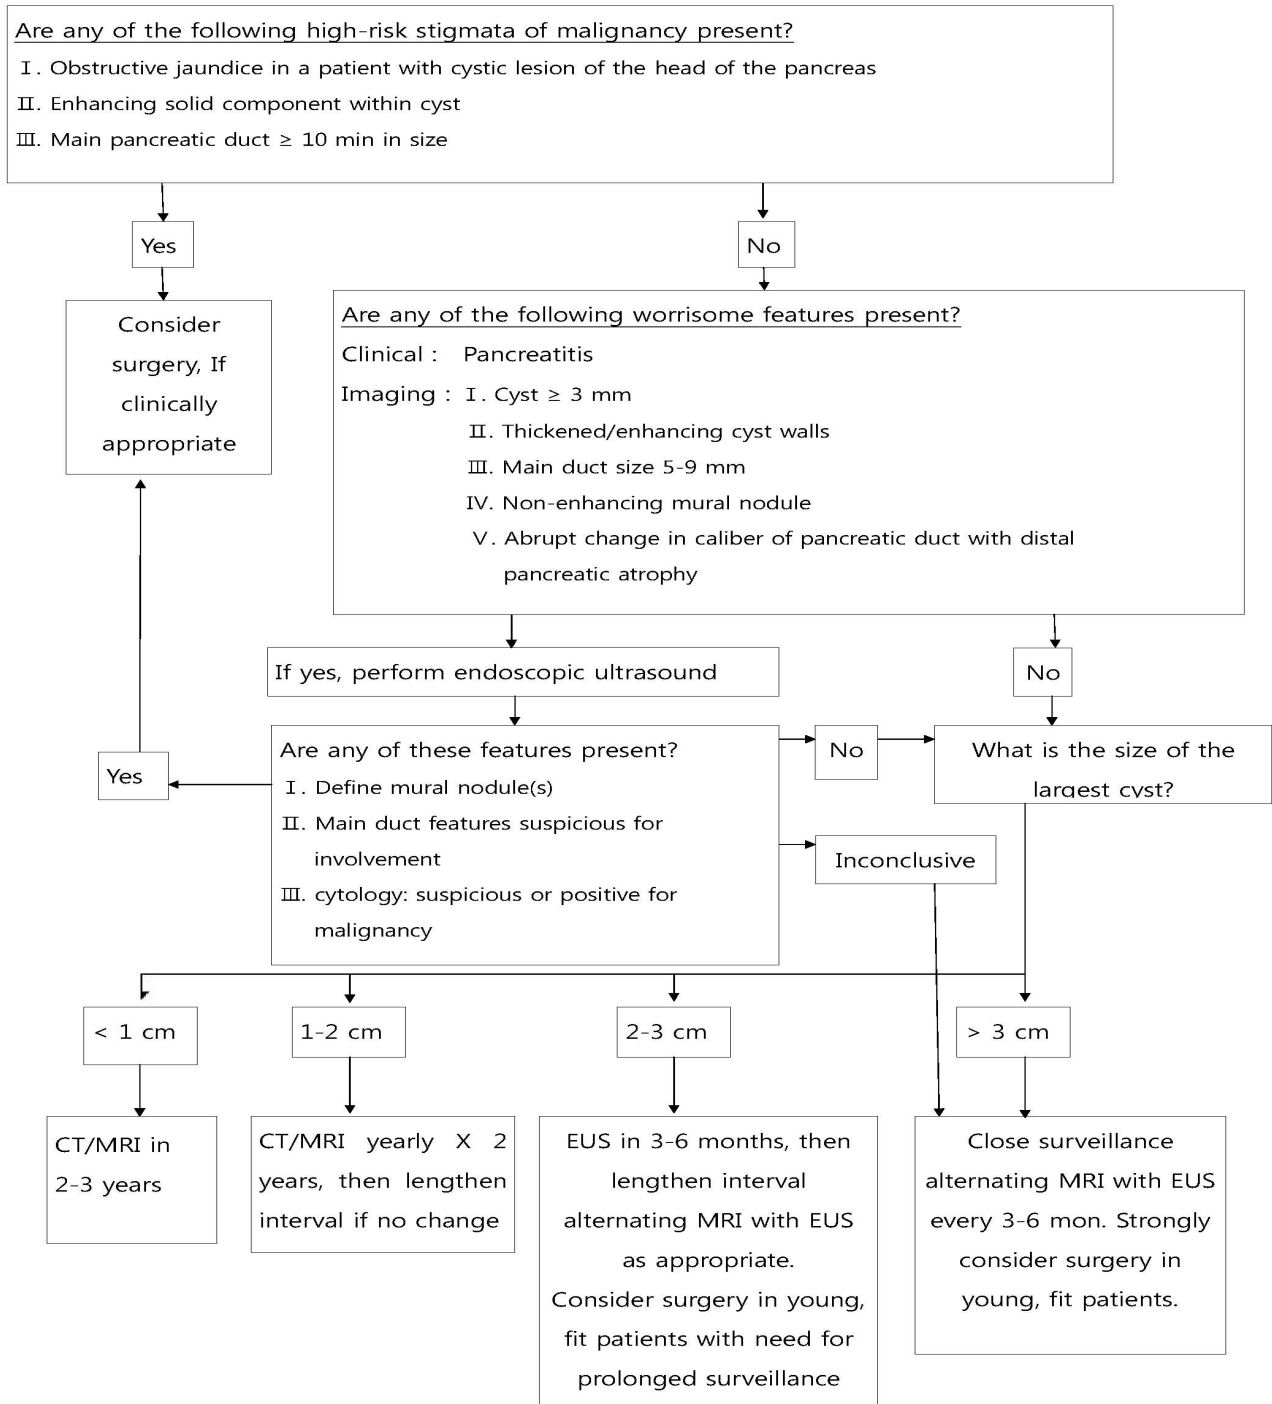 Are any of the following high-risk stigmata of malignancy present?
Ⅰ. Obstructive jaundice in a patient with cystic lesion of the head of the pancreas
Ⅱ. Enhancing solid component within cyst
Ⅲ. Main pancreatic duct ≥ 10 min in size
Yes
No
Consider
surgery, If
clinically
appropriate
Are any of the following worrisome features present?
Clinical : Pancreatitis
Imaging : Ⅰ. Cyst ≥ 3 mm
Ⅱ. Thickened/enhancing cyst walls
Ⅲ. Main duct size 5-9 mm
Ⅳ. Non-enhancing mural nodule
Ⅴ. Abrupt change in caliber of pancreatic duct with distal
pancreatic atrophy
If yes, perform endoscopic ultrasound
No
Yes
Are any of these features present?
Ⅰ. Define mural nodule(s)
Ⅱ. Main duct features suspicious for
involvement
Ⅲ. cytology: suspicious or positive for
malignancy
No
What is the size of the
largest cyst?
Inconclusive
< 1 cm
1-2 cm
2-3 cm
> 3 cm
CT/MRI in
2-3 years
CT/MRI yearly X 2
years, then lengthen
interval if no change
EUS in 3-6 months, then
lengthen interval
alternating MRI with EUS
as appropriate.
Consider surgery in young,
fit patients with need for
prolonged surveillance
Close surveillance
alternating MRI with EUS
every 3-6 mon. Strongly
consider surgery in
young, fit patients.